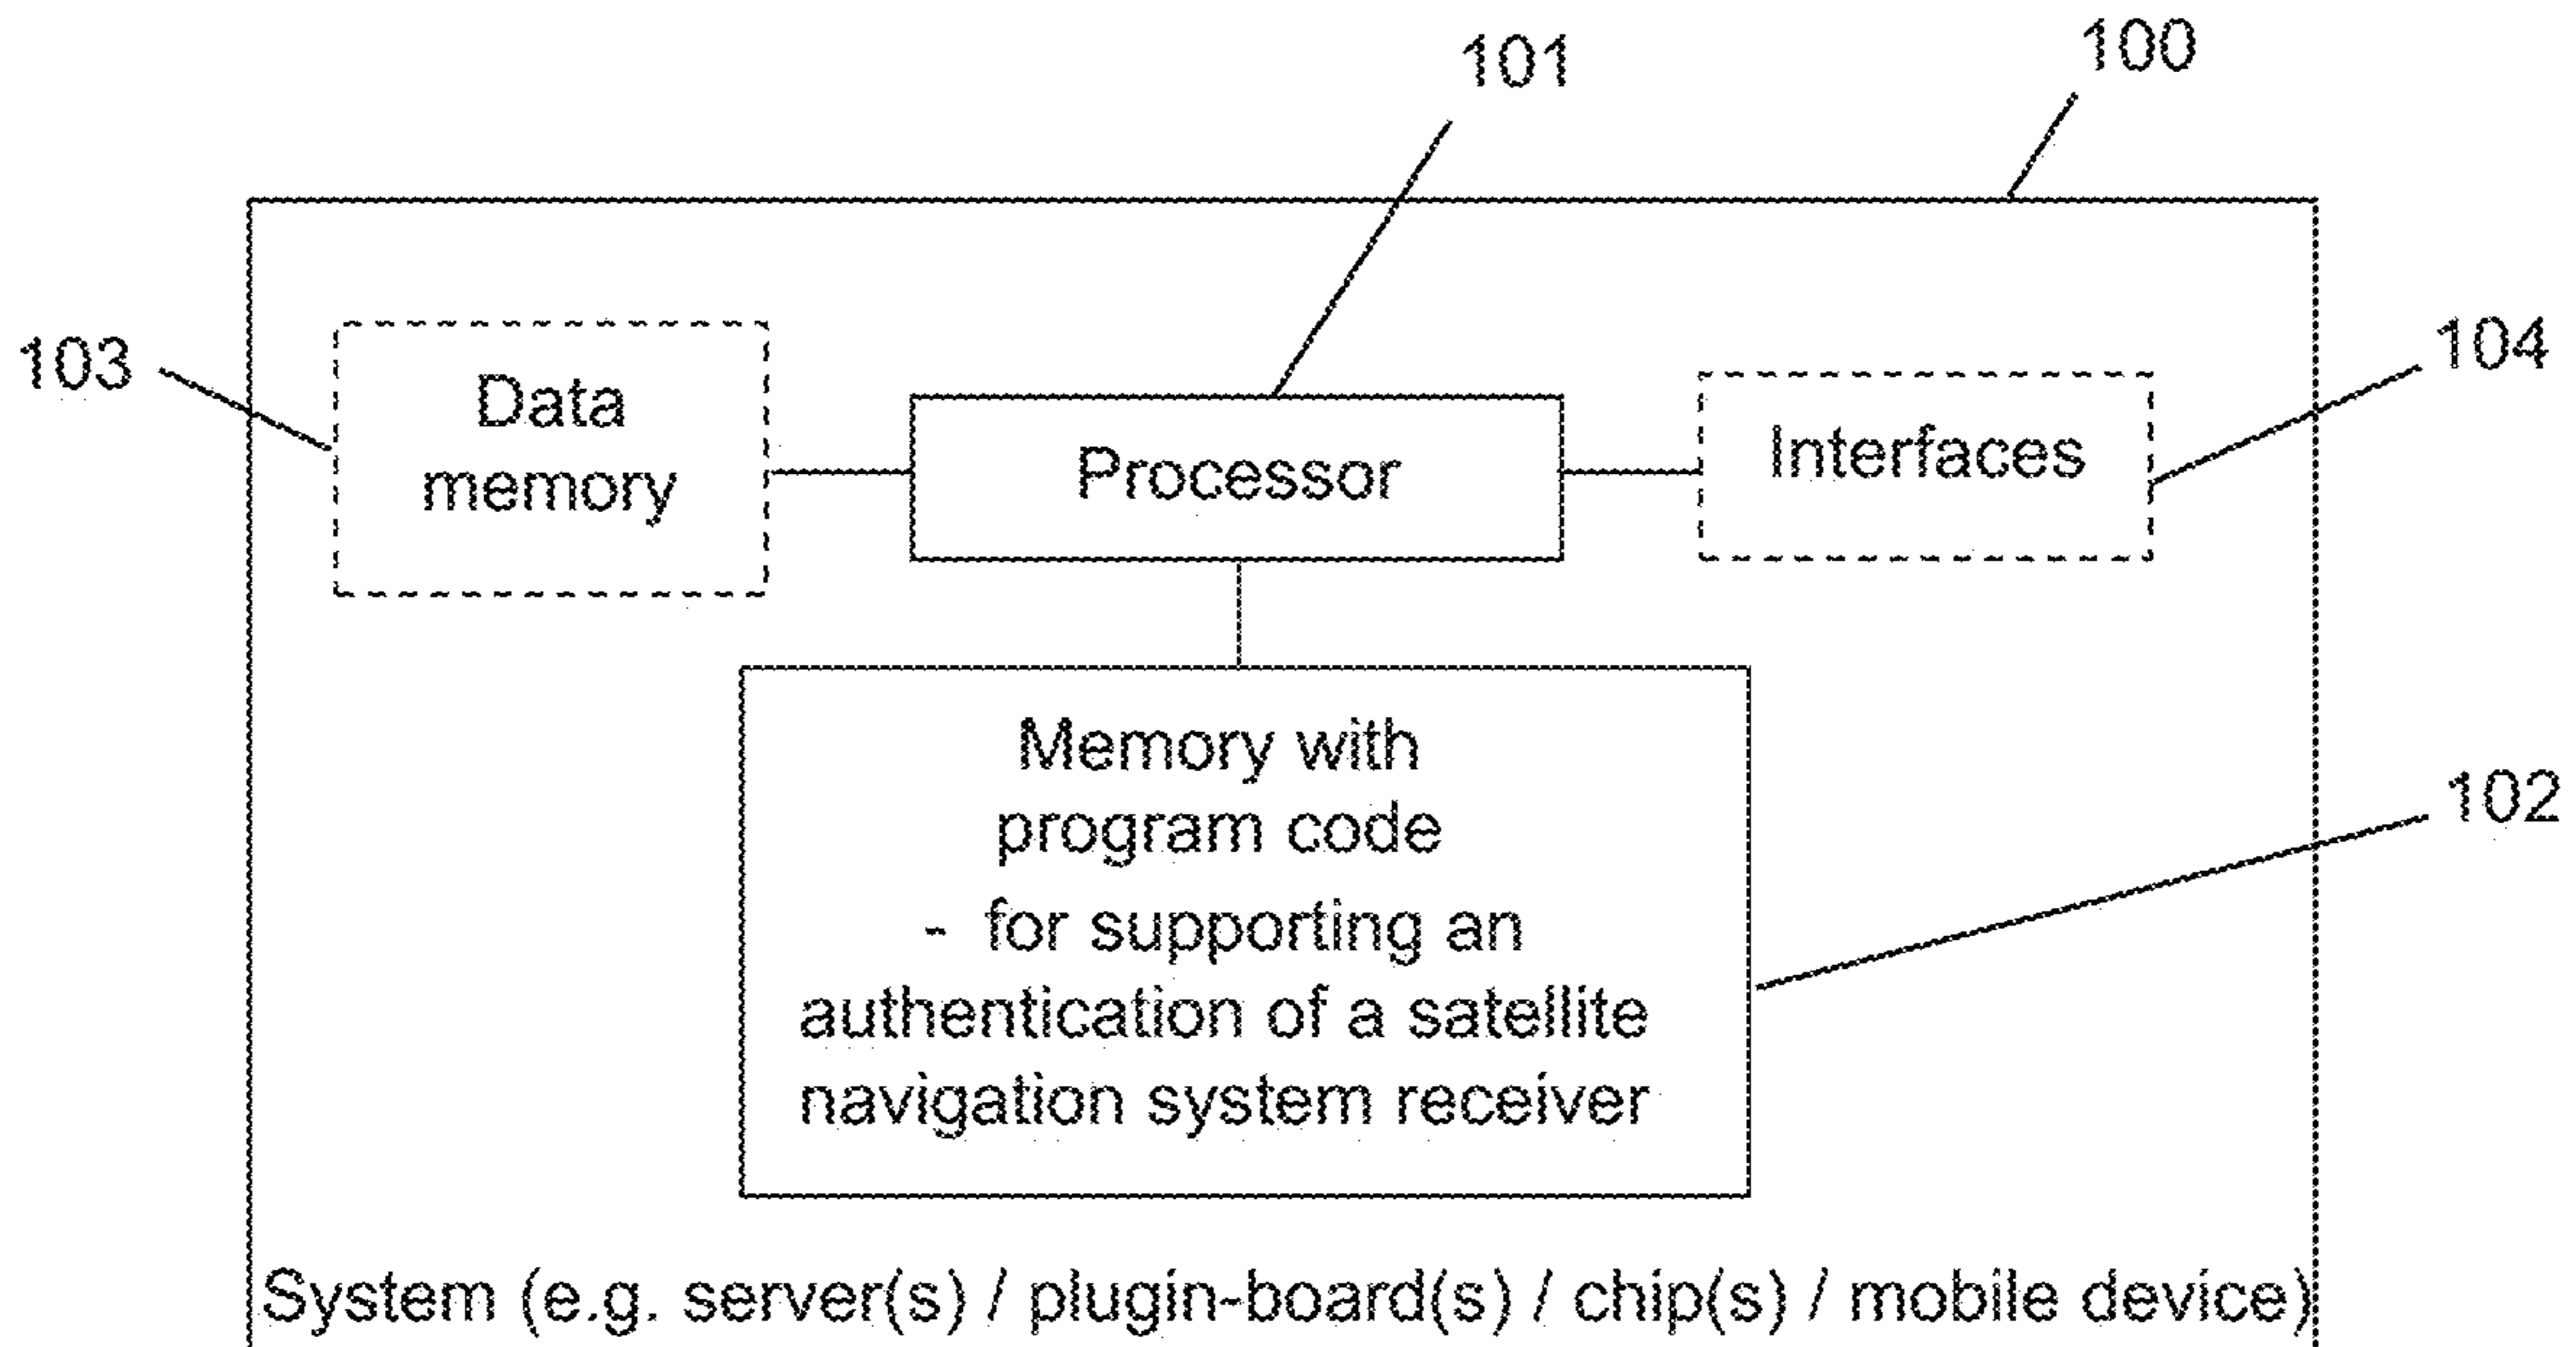 101
100
103
Data
memory
Processor
Interfaces
104
Memory with
program code
- for supporting an
authentication of a satellite
navigation system receiver
102
System (e.g. server(s) / plugin-board(s) / chip(s) / mobile device)